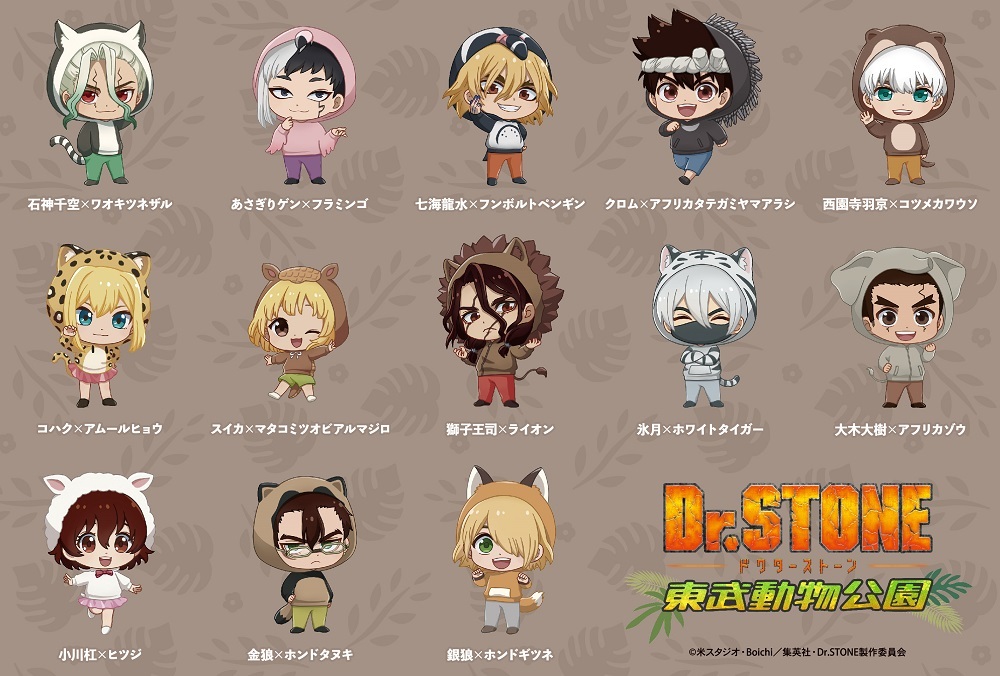 石神千空×ワオキツネザル
あさぎりゲン×フラミンゴ
七海龍水×フンボルトペンギン
クロム×アフリカタテガミヤマアラシ
西園寺羽京×コツメカワウソ
コハク×アムールヒョウ
スイカ×マタコミツオビアルマジロ
獅子王司×ライオン
氷月×ホワイトタイガー
大木大樹×アフリカゾウ
小川杠×ヒツジ
金狼×ホンドタヌキ
銀狼×ホンドギツネ
Dr.STONE
ドクターストーン
東武動物公園
©米スタジオ・Boichi／集英社・Dr.STONE製作委員会